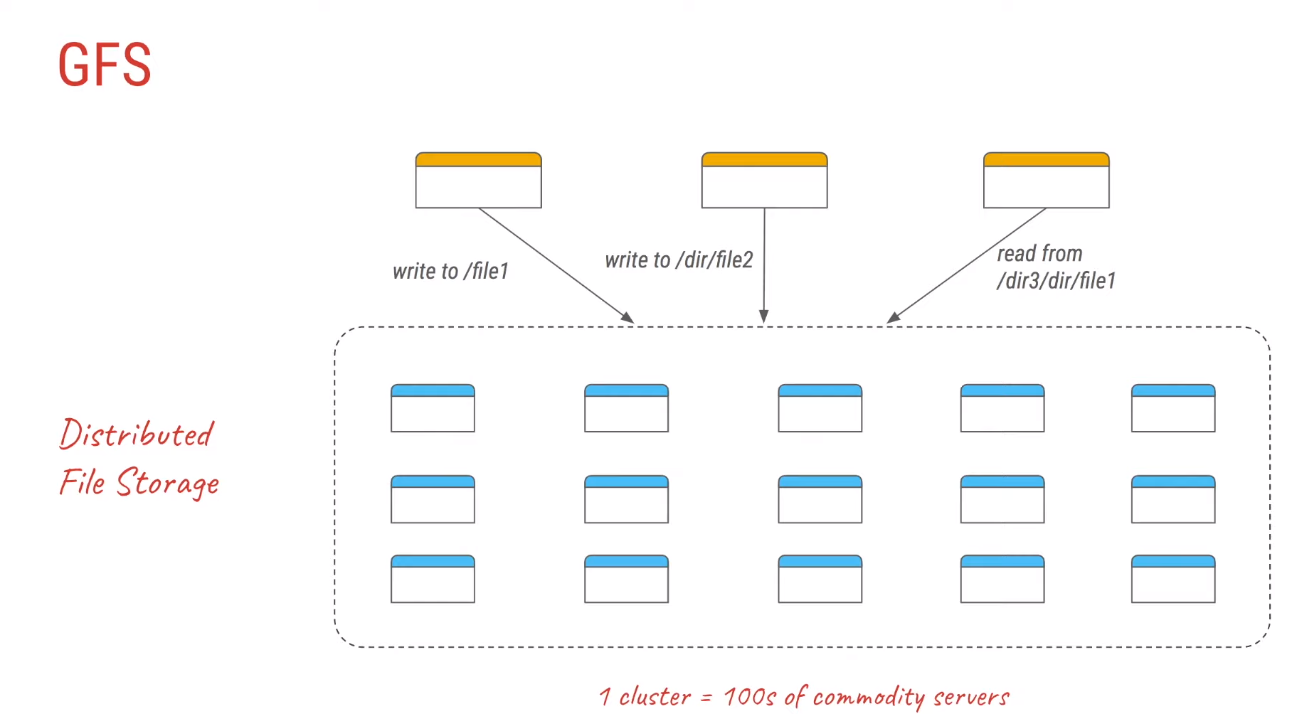 GFS
write to /file1
write to /dir/file2
read from
/dir3/dir/file1
Distributed
File Storage
1 cluster = 100s of commodity servers